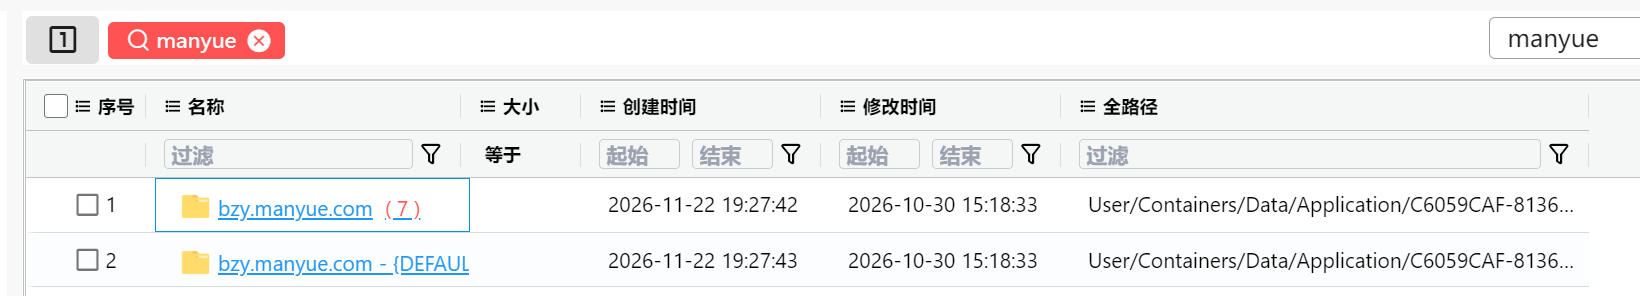 1 manyue manyue
序号 名称 大小 创建时间 修改时间 全路径
过滤 等于 起始 结束 起始 结束 过滤
1 bzy.manyue.com ( 7 ) 2026-11-22 19:27:42 2026-10-30 15:18:33 User/Containers/Data/Application/C6059CAF-8136...
2 bzy.manyue.com - {DEFAUL 2026-11-22 19:27:43 2026-10-30 15:18:33 User/Containers/Data/Application/C6059CAF-8136...